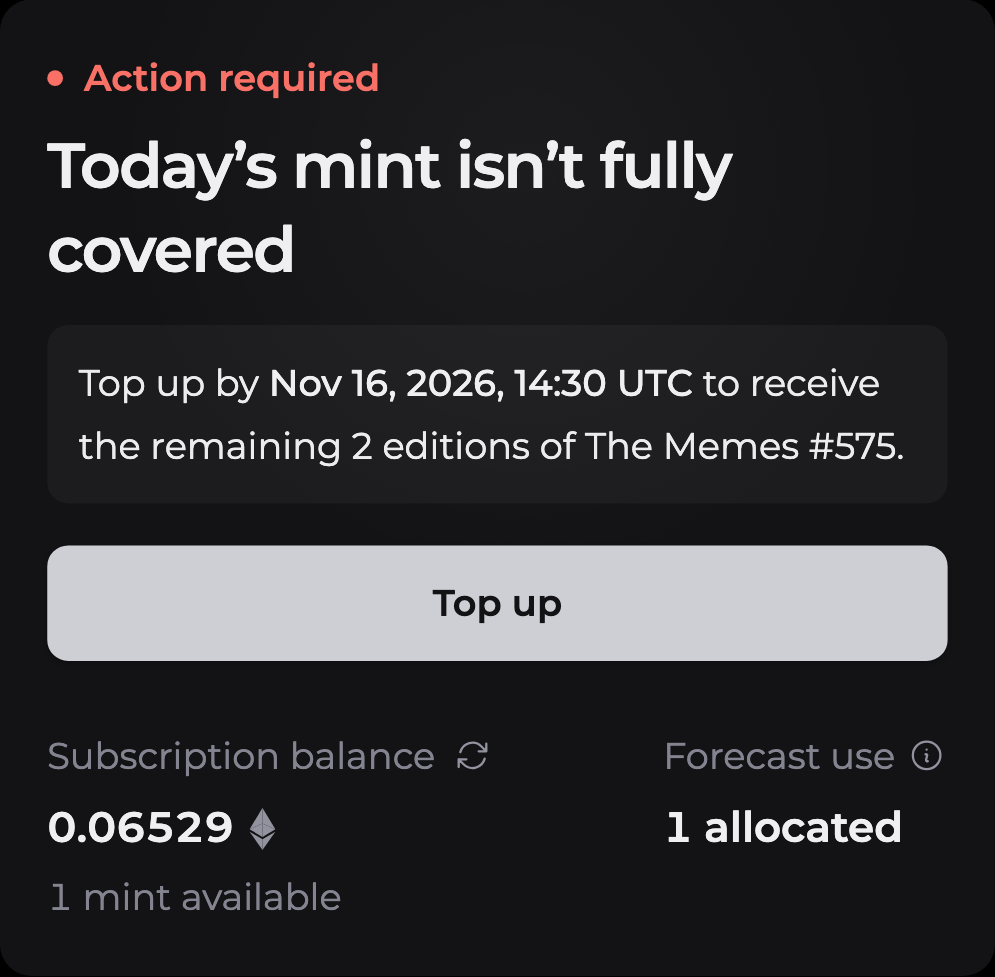 Action required
Today’s mint isn’t fully
covered
Top up by Nov 16, 2026, 14:30 UTC to receive
the remaining 2 editions of The Memes #575.
Top up
Subscription balance
Forecast use
0.06529
1 allocated
1 mint available